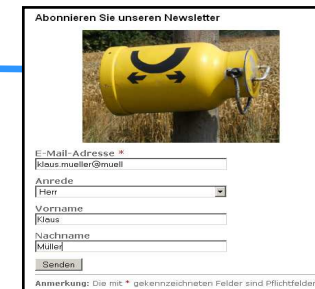 Abonnieren Sie unseren Newsletter
E-Mail-Adresse *
klaus.mueller@muell
Anrede
Herr
Vorname
Klaus
Nachname
Müller
Senden
Anmerkung: Die mit * gekennzeichneten Felder sind Pflichtfelder